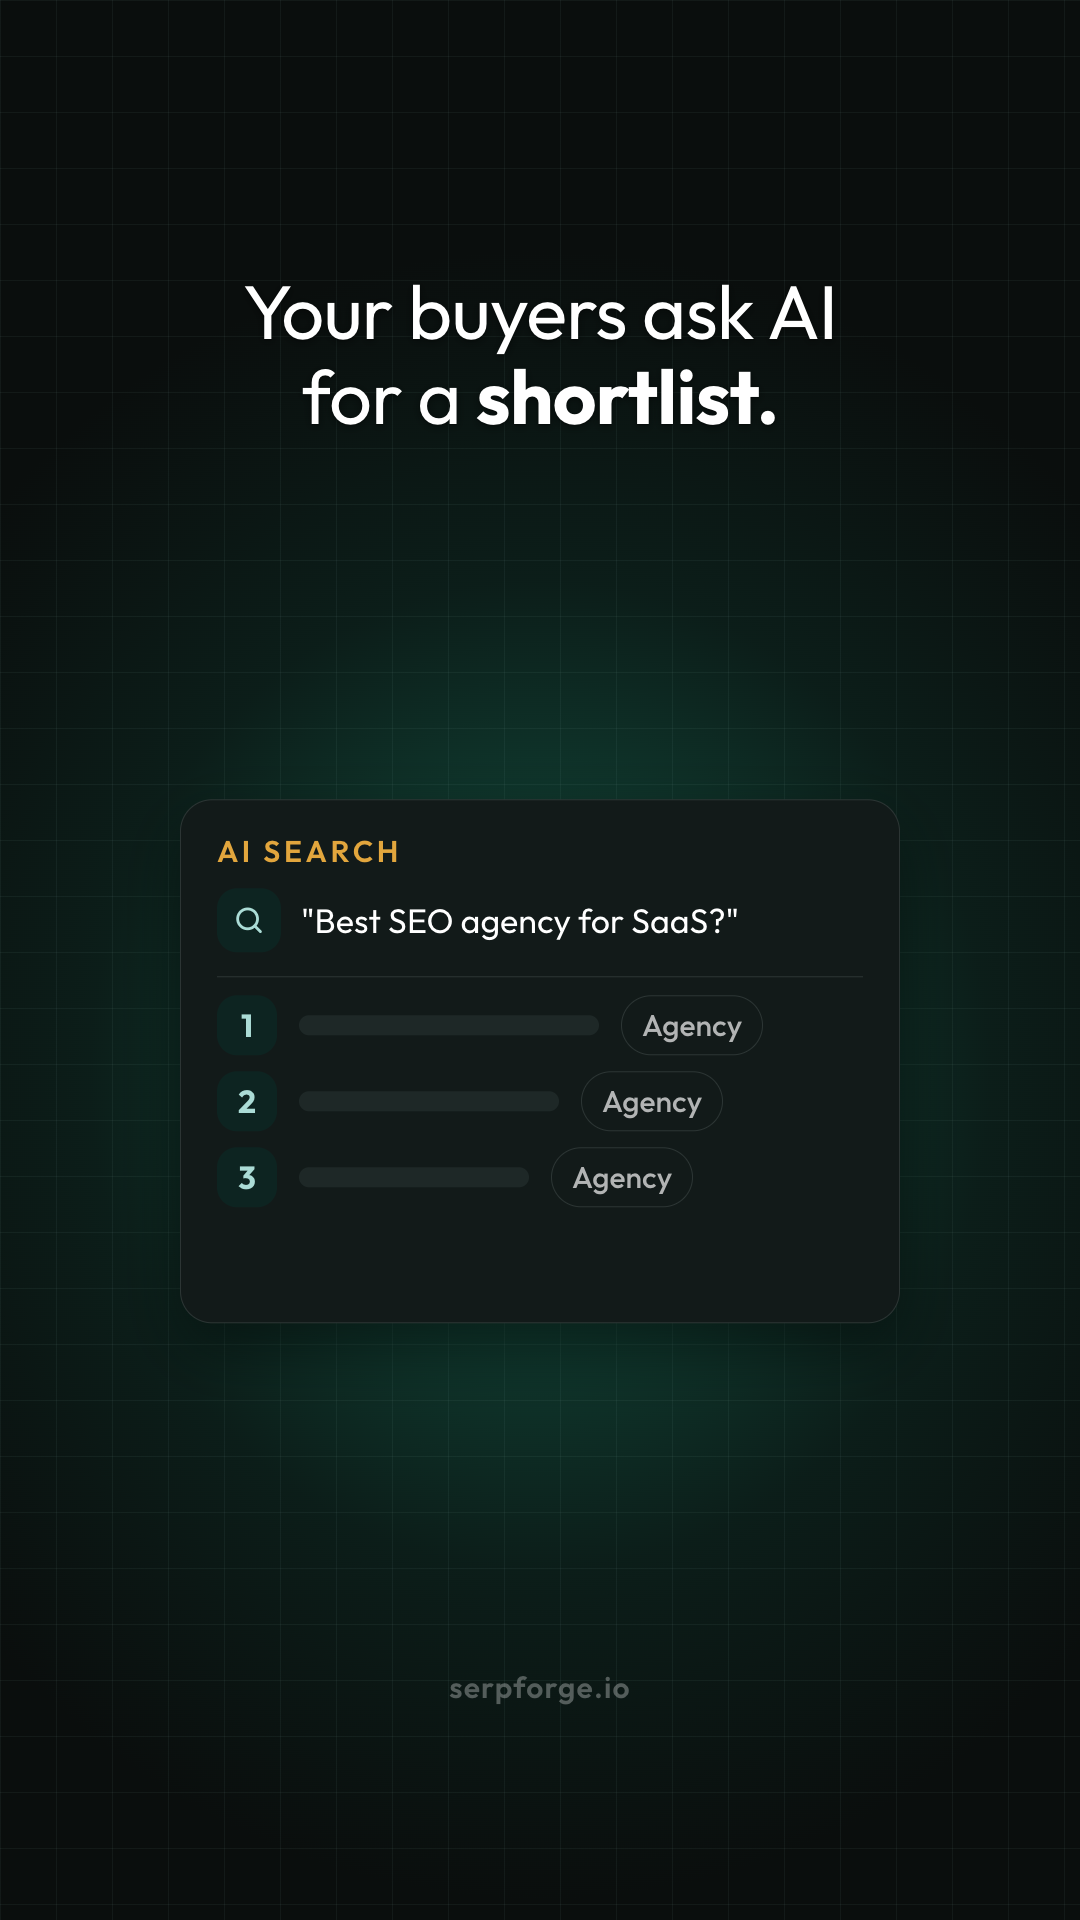 Your buyers ask AI
for a shortlist.
AI SEARCH
"Best SEO agency for SaaS?"
1 Agency
2 Agency
3 Agency
serpforge.io